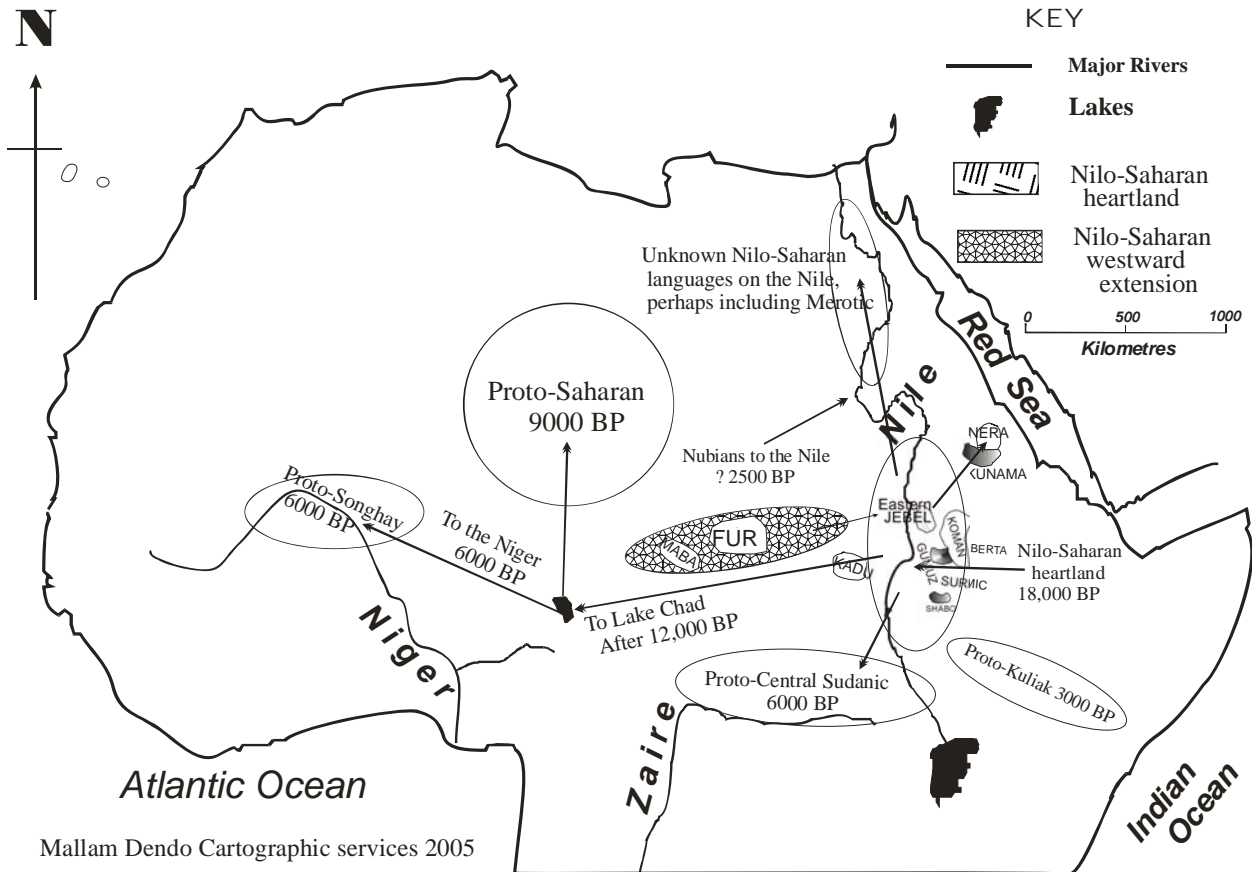 N
KEY
Major Rivers
Lakes
Nilo-Saharan
heartland
Nilo-Saharan
westward
extension
0 500 1000
Kilometres
Unknown Nilo-Saharan
languages on the Nile,
perhaps including Merotic
Red Sea
Nile
Proto-Saharan
9000 BP
Nubians to the Nile
? 2500 BP
NERA
KUNAMA
Proto-Songhay
6000 BP
To the Niger
6000 BP
MABA
FUR
KADU
Eastern
JEBEL
KOMAN
GUMUZ
BERTA
SURMIC
SHABO
Nilo-Saharan
heartland
18,000 BP
To Lake Chad
After 12,000 BP
Niger
Proto-Central Sudanic
6000 BP
Proto-Kuliak 3000 BP
Zaire
Atlantic Ocean
Indian
Ocean
Mallam Dendo Cartographic services 2005